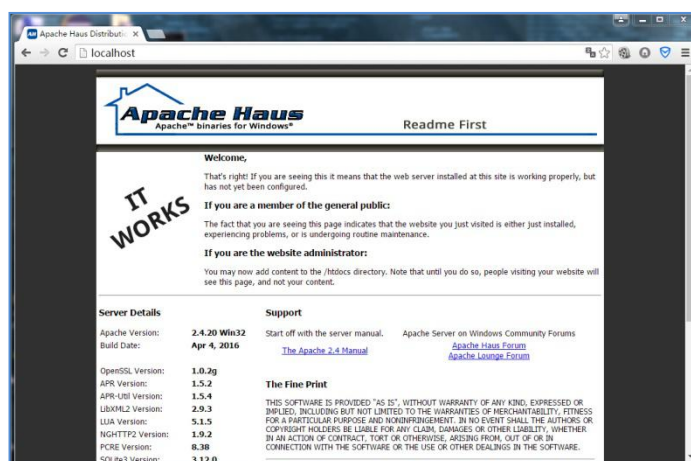 Apache Haus Distributio
localhost
Apache Haus
Apache™ binaries for Windows®
Readme First
IT
WORKS
Welcome,
That's right! If you are seeing this it means that the web server installed at this site is working properly, but
has not yet been configured.
If you are a member of the general public:
The fact that you are seeing this page indicates that the website you just visited is either just installed,
experiencing problems, or is undergoing routine maintenance.
If you are the website administrator:
You may now add content to the /htdocs directory. Note that until you do so, people visiting your website will
see this page, and not your content.
Server Details
Apache Version: 2.4.20 Win32
Build Date: Apr 4, 2016
OpenSSL Version: 1.0.2g
APR Version: 1.5.2
APR-Util Version: 1.5.4
LibXML2 Version: 2.9.3
LUA Version: 5.1.5
NGHTTP2 Version: 1.9.2
PCRE Version: 8.38
SQLite3 Version: 3.12.0
Support
Start off with the server manual.
The Apache 2.4 Manual
Apache Server on Windows Community Forums
Apache Haus Forum
Apache Lounge Forum
The Fine Print
THIS SOFTWARE IS PROVIDED "AS IS", WITHOUT WARRANTY OF ANY KIND, EXPRESSED OR
IMPLIED, INCLUDING BUT NOT LIMITED TO THE WARRANTIES OF MERCHANTABILITY, FITNESS
FOR A PARTICULAR PURPOSE AND NONINFRINGEMENT. IN NO EVENT SHALL THE AUTHORS OR
COPYRIGHT HOLDERS BE LIABLE FOR ANY CLAIM, DAMAGES OR OTHER LIABILITY, WHETHER
IN AN ACTION OF CONTRACT, TORT OR OTHERWISE, ARISING FROM, OUT OF OR IN
CONNECTION WITH THE SOFTWARE OR THE USE OR OTHER DEALINGS IN THE SOFTWARE.